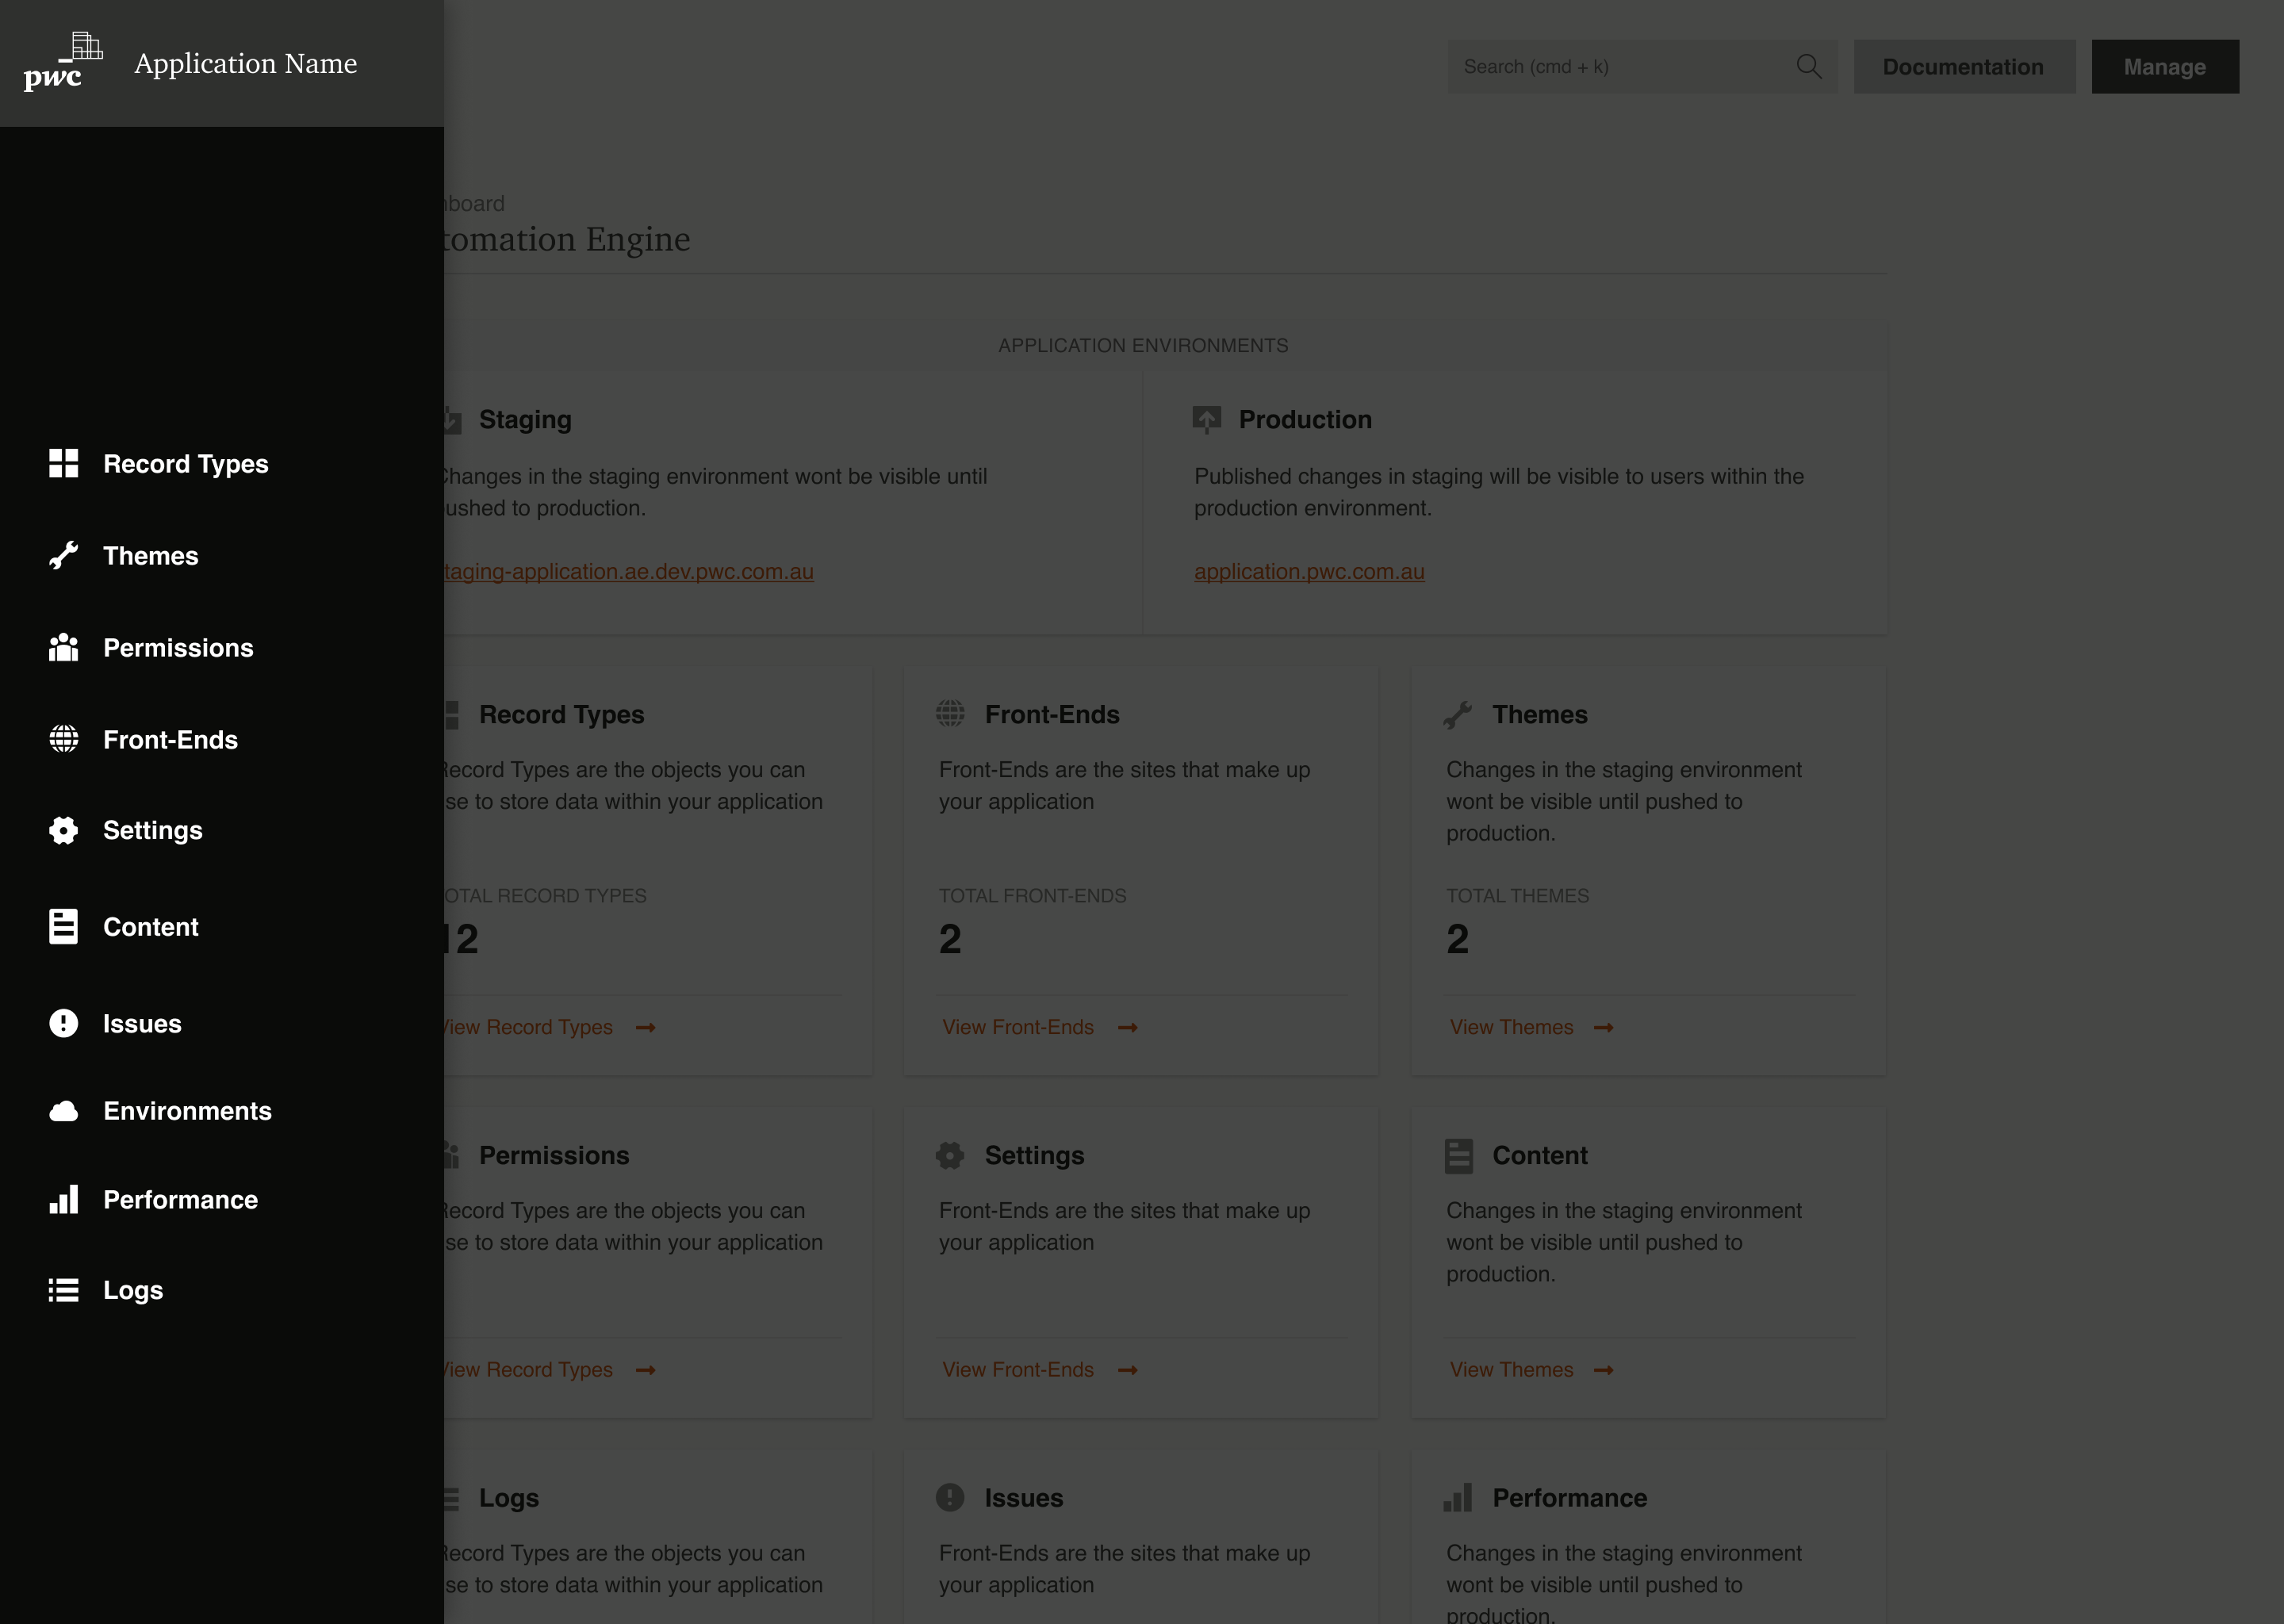 pwc
Application Name
Search (cmd + k)
Documentation
Manage
Record Types
Themes
Permissions
Front-Ends
Settings
Content
Issues
Environments
Performance
Logs
board
tomation Engine
APPLICATION ENVIRONMENTS
Staging
Changes in the staging environment wont be visible until
ushed to production.
taging-application.ae.dev.pwc.com.au
Production
Published changes in staging will be visible to users within the
production environment.
application.pwc.com.au
Record Types
Record Types are the objects you can
se to store data within your application
OTAL RECORD TYPES
12
View Record Types
Front-Ends
Front-Ends are the sites that make up
your application
TOTAL FRONT-ENDS
2
View Front-Ends
Themes
Changes in the staging environment
wont be visible until pushed to
production.
TOTAL THEMES
2
View Themes
Permissions
Record Types are the objects you can
se to store data within your application
View Record Types
Settings
Front-Ends are the sites that make up
your application
View Front-Ends
Content
Changes in the staging environment
wont be visible until pushed to
production.
View Themes
Logs
Record Types are the objects you can
se to store data within your application
Issues
Front-Ends are the sites that make up
your application
Performance
Changes in the staging environment
wont be visible until pushed to
production.